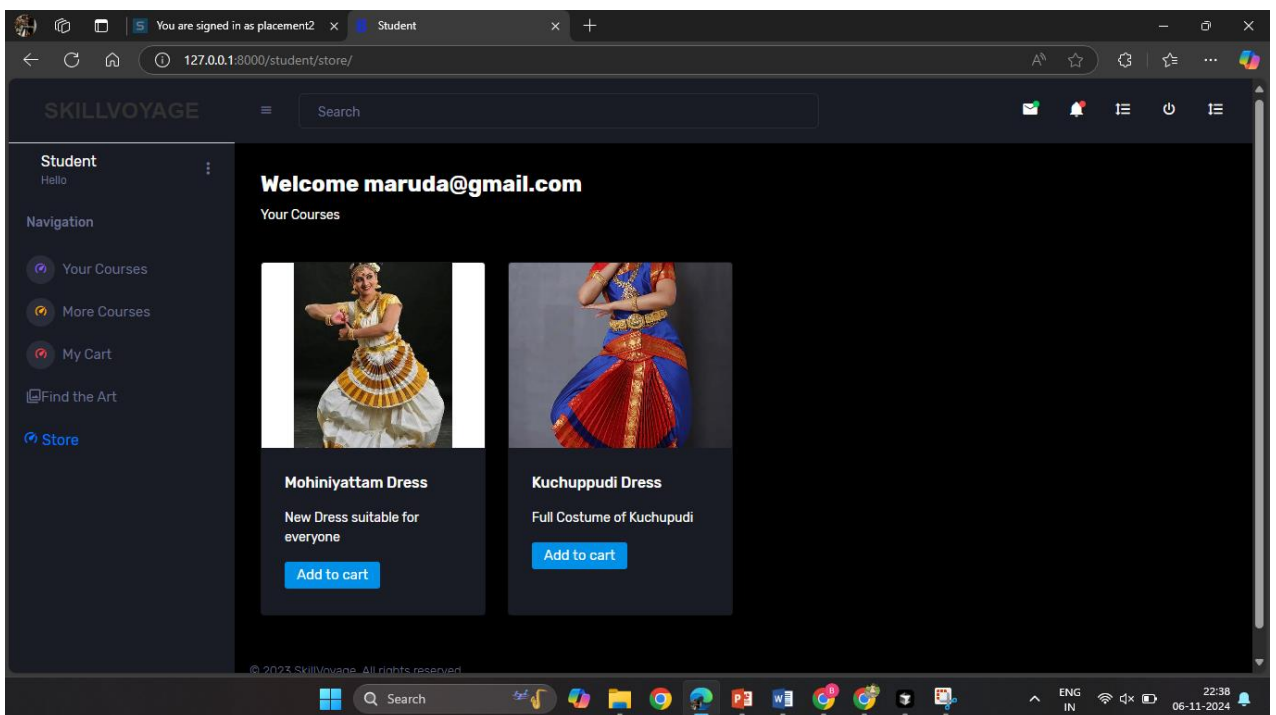 You are signed in as placement2
Student
127.0.0.1:8000/student/store/
SKILLVOYAGE
Search
Student
Hello
Navigation
Your Courses
More Courses
My Cart
Find the Art
Store
Welcome maruda@gmail.com
Your Courses
Mohiniyattam Dress
New Dress suitable for
everyone
Add to cart
Kuchuppudi Dress
Full Costume of Kuchupudi
Add to cart
© 2023 SkillVoyage. All rights reserved
Search
ENG
IN
22:38
06-11-2024